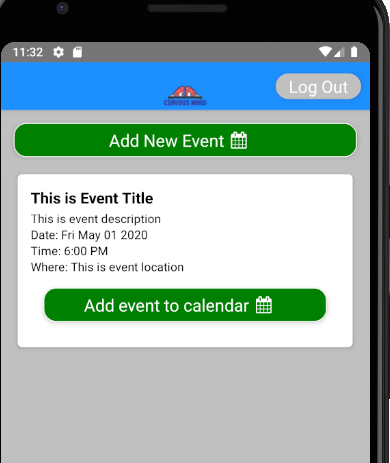 11:32
Log Out
CURIOUS MIND
Add New Event
This is Event Title
This is event description
Date: Fri May 01 2020
Time: 6:00 PM
Where: This is event location
Add event to calendar